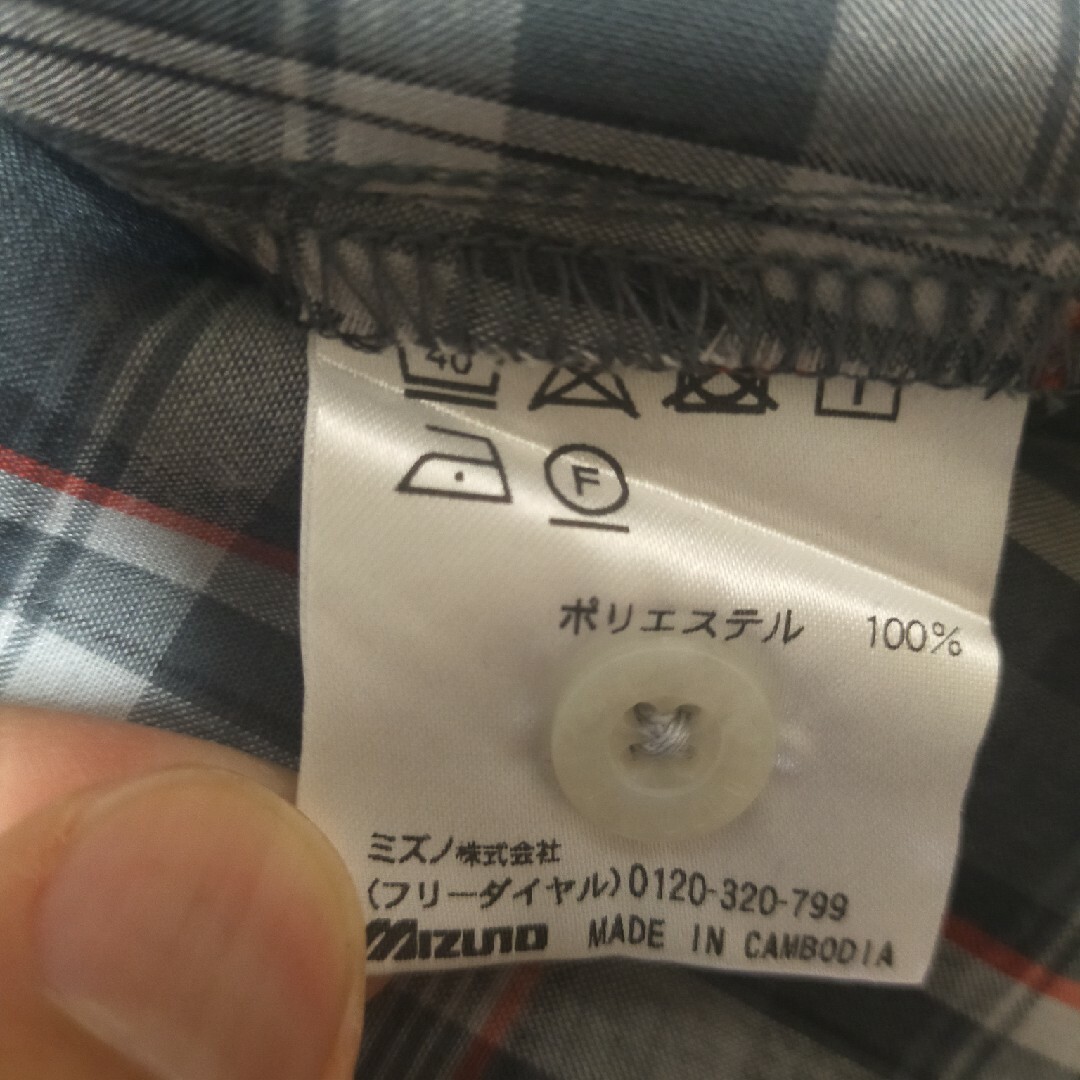 40
F
ポリエステル 100%
ミズノ株式会社
(フリーダイヤル)0120-320-799
MIZUNO MADE IN CAMBODIA